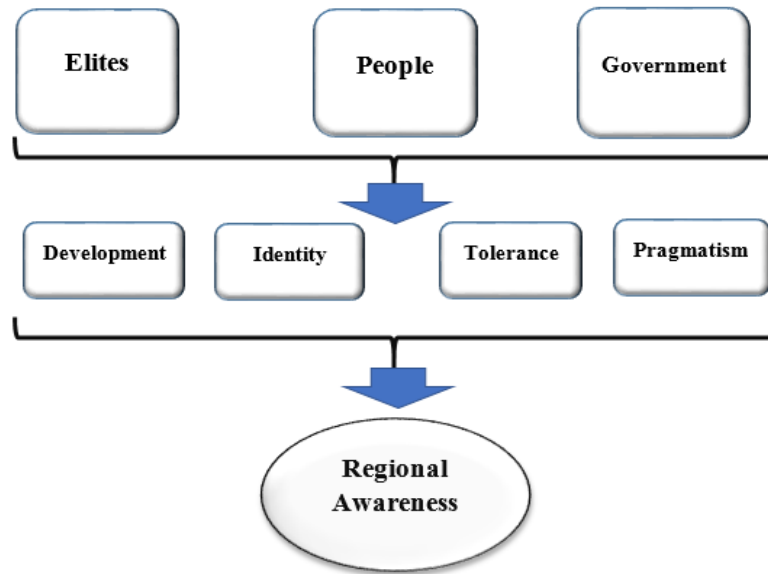 Elites
People
Government
Development
Identity
Tolerance
Pragmatism
Regional
Awareness